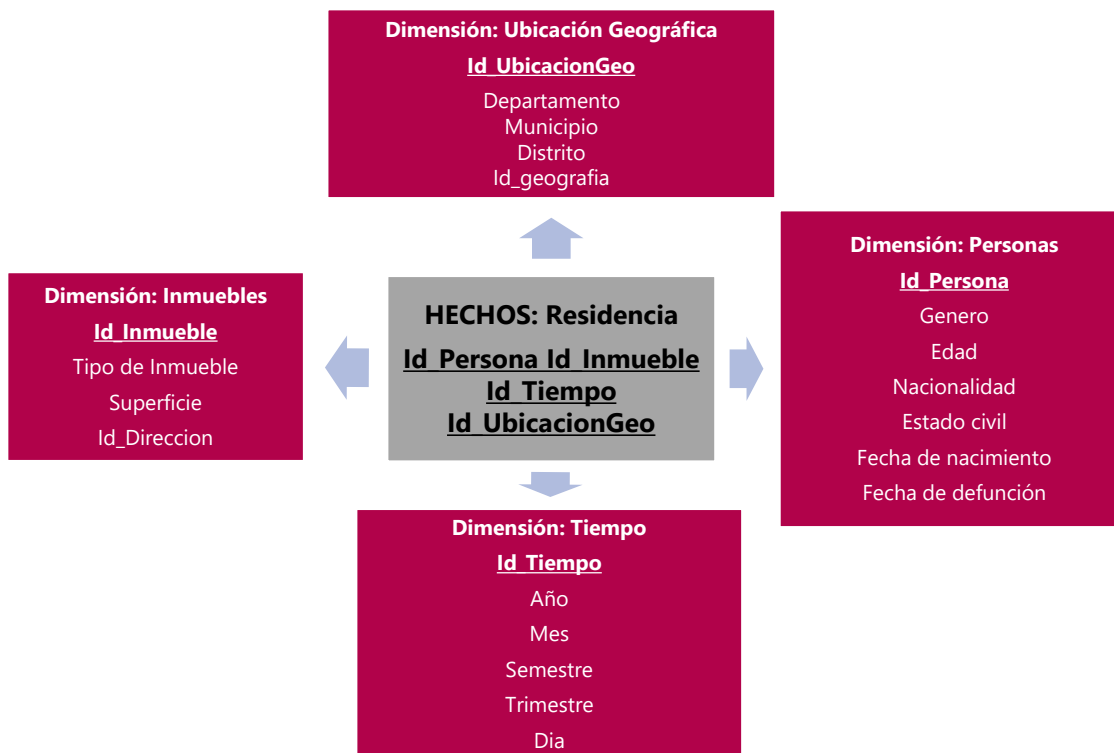 Dimensión: Ubicación Geográfica
Id_UbicacionGeo
Departamento
Municipio
Distrito
Id_geografia
Dimensión: Inmuebles
Id_Inmueble
Tipo de Inmueble
Superficie
Id_Direccion
HECHOS: Residencia
Id_Persona Id_Inmueble
Id_Tiempo
Id_UbicacionGeo
Dimensión: Personas
Id_Persona
Genero
Edad
Nacionalidad
Estado civil
Fecha de nacimiento
Fecha de defunción
Dimensión: Tiempo
Id_Tiempo
Año
Mes
Semestre
Trimestre
Dia